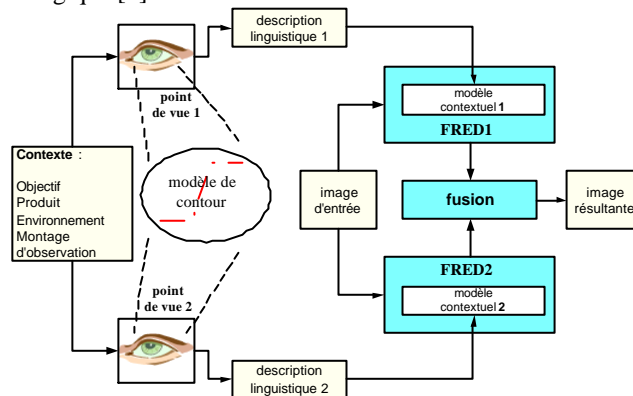 description
linguistique 1
point
de vue 1
modèle
contextuel 1
FRED1
Contexte :
Objectif
Produit
Environnement
Montage
d'observation
modèle de
contour
image
d'entrée
fusion
image
résultante
FRED2
modèle
contextuel 2
point
de vue 2
description
linguistique 2